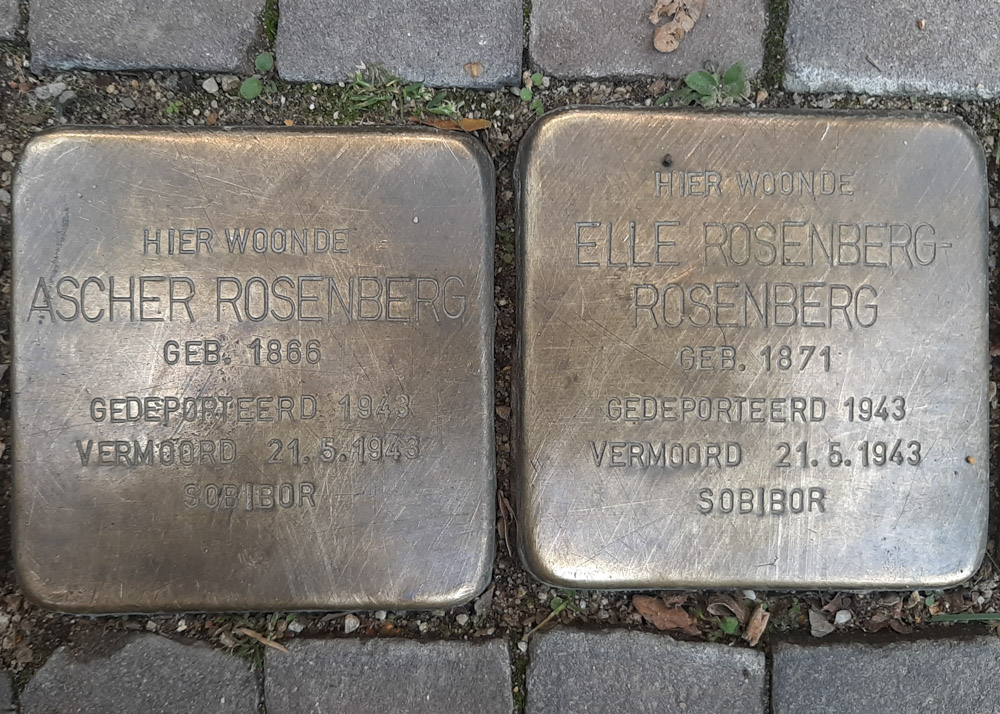 HIER WOONDE
ASCHER ROSENBERG
GEB. 1866
GEDEPORTEERD 1943
VERMOORD 21.5.1943
SOBIBOR
HIER WOONDE
ELLE ROSENBERG-
ROSENBERG
GEB. 1871
GEDEPORTEERD 1943
VERMOORD 21.5.1943
SOBIBOR